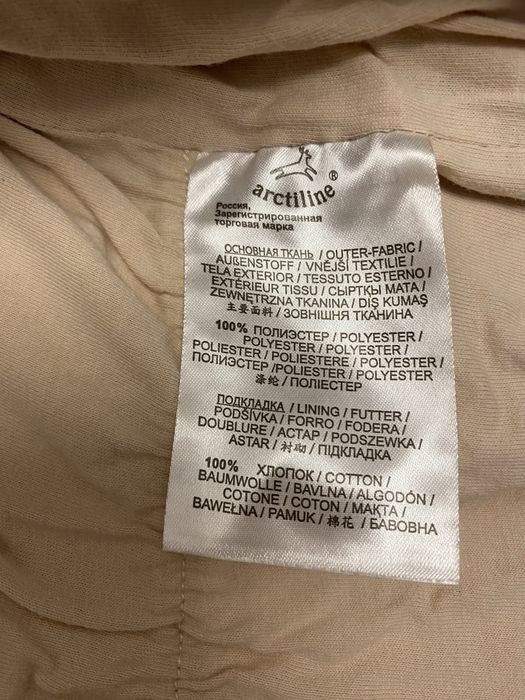 arctiline ®
Россия,
Зарегистрированная
торговая марка
ОСНОВНАЯ ТКАНЬ / OUTER-FABRIC /
AUßENSTOFF / VNĚJŠÍ TEXTILIE /
TELA EXTERIOR / TESSUTO ESTERNO /
EXTÉRIEUR TISSU / СЫРТҚЫ МАТА /
ZEWNĘTRZNA TKANINA / DIŞ KUMAŞ
主要面料 / ЗОВНІШНЯ ТКАНИНА
100% ПОЛИЭСТЕР / POLYESTER /
POLYESTER / POLYESTER /
POLIESTER / POLIESTERE / POLYESTER /
ПОЛИЭСТЕР /POLIESTER / POLYESTER
涤纶 / ПОЛІЕСТЕР
ПОДКЛАДКА / LINING / FUTTER /
PODŠÍVKA / FORRO / FODERA /
DOUBLURE / АСТАР / PODSZEWKA /
ASTAR / 衬砌 / ПІДКЛАДКА
100% ХЛОПОК / COTTON /
BAUMWOLLE / BAVLNA / ALGODÓN /
COTONE / COTON / МАҚТА /
BAWEŁNA / PAMUK / 棉花 / БАВОВНА